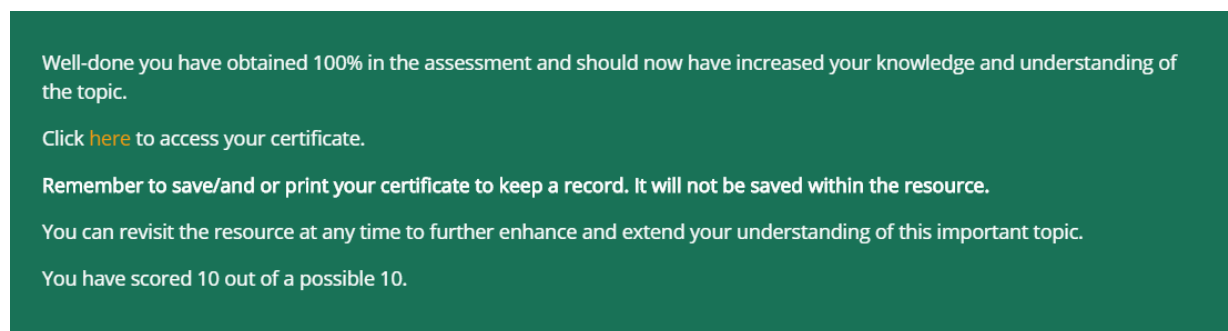 Well-done you have obtained 100% in the assessment and should now have increased your knowledge and understanding of
the topic.
Click here to access your certificate.
Remember to save/and or print your certificate to keep a record. It will not be saved within the resource.
You can revisit the resource at any time to further enhance and extend your understanding of this important topic.
You have scored 10 out of a possible 10.